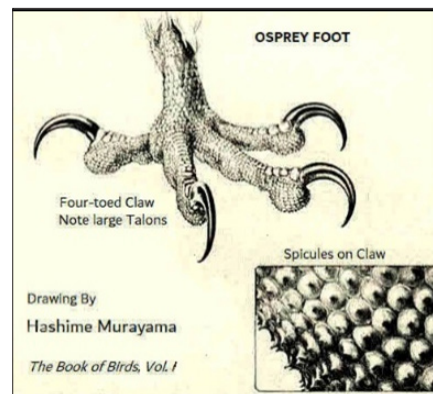 OSPREY FOOT
Four-toed Claw
Note large Talons
Spicules on Claw
Drawing By
Hashime Murayama
The Book of Birds, Vol.